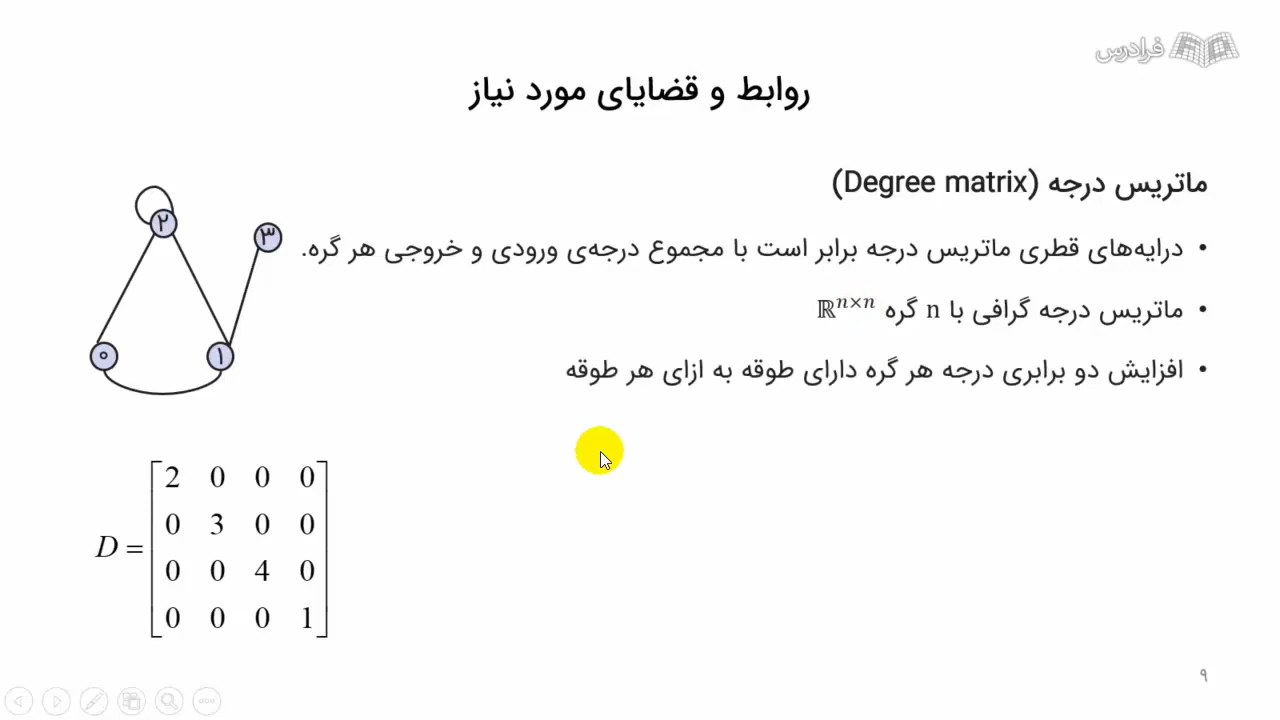 فرادرس
روابط و قضایای مورد نیاز
ماتریس درجه (Degree matrix)
• درایه‌های قطری ماتریس درجه برابر است با مجموع درجه‌ی ورودی و خروجی هر گره.
• ماتریس درجه گرافی با n گره ℝⁿˣⁿ
• افزایش دو برابری درجه هر گره دارای طوقه به ازای هر طوقه
۲
۳
۰
۱
D =
2 0 0 0
0 3 0 0
0 0 4 0
0 0 0 1
۹